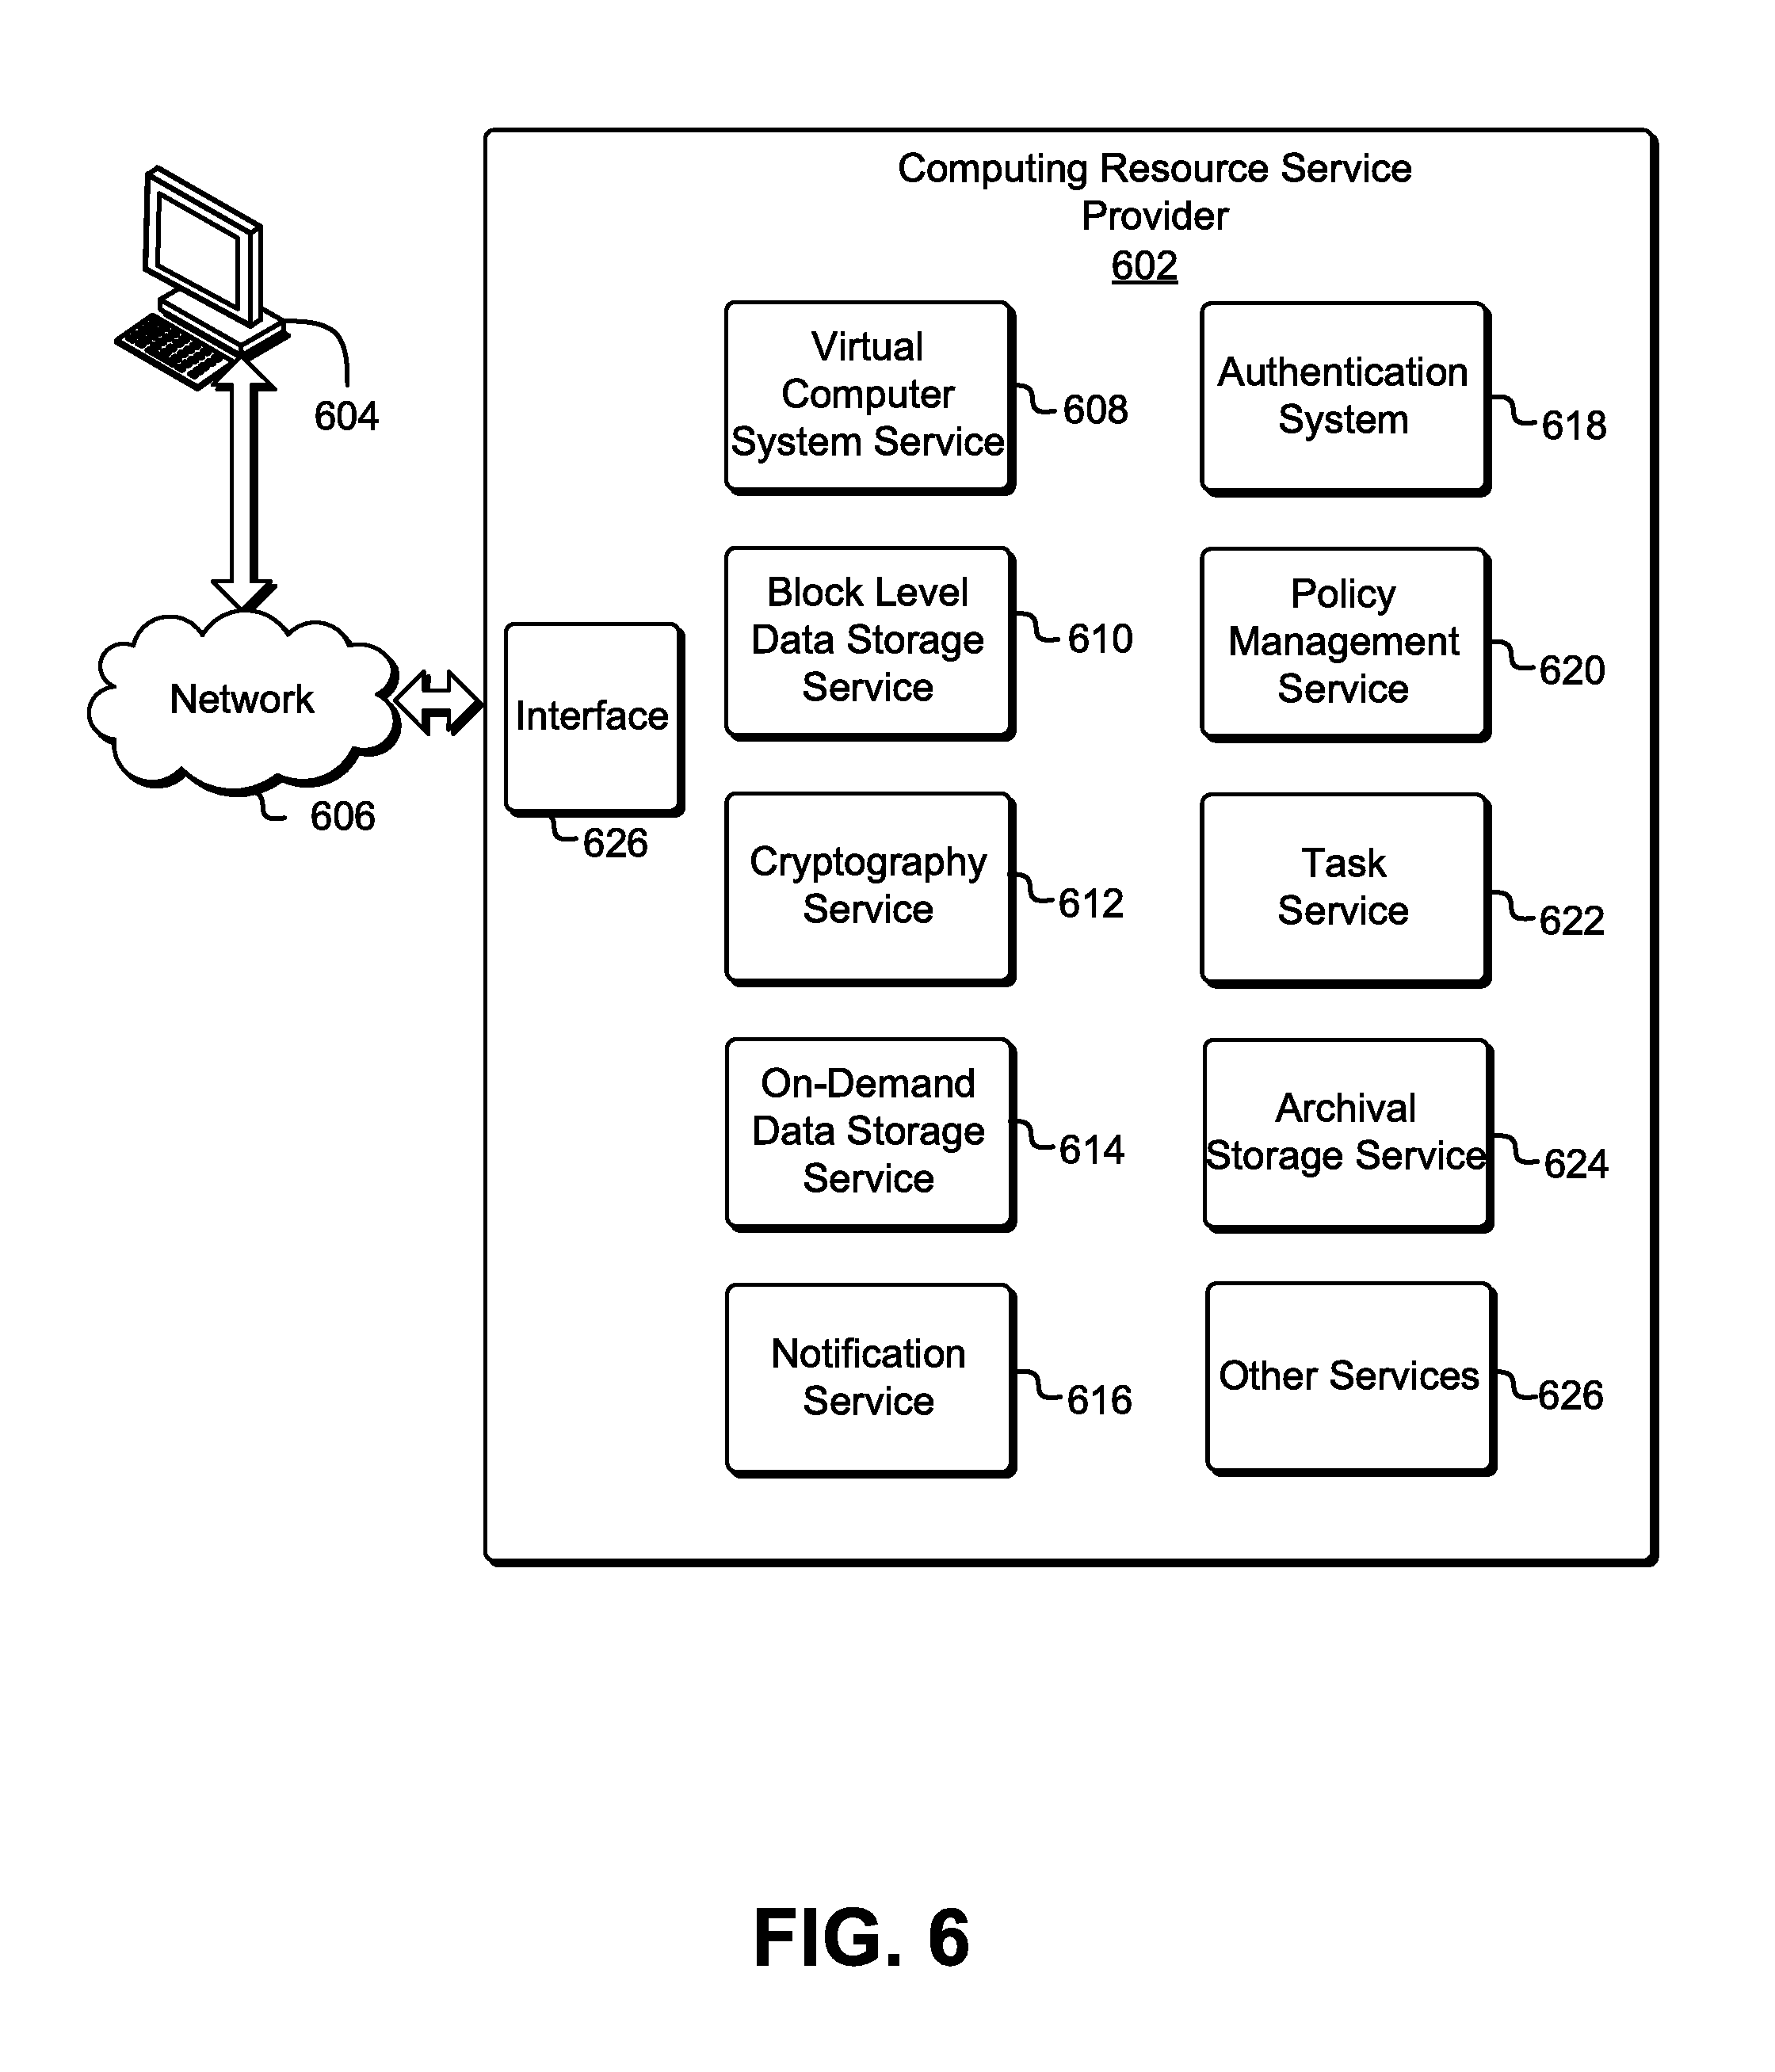 Computing Resource Service
Provider
602
604
Network
606
Interface
626
Virtual
Computer
System Service
608
Block Level
Data Storage
Service
610
Cryptography
Service
612
On-Demand
Data Storage
Service
614
Notification
Service
616
Authentication
System
618
Policy
Management
Service
620
Task
Service
622
Archival
Storage Service
624
Other Services
626
FIG. 6